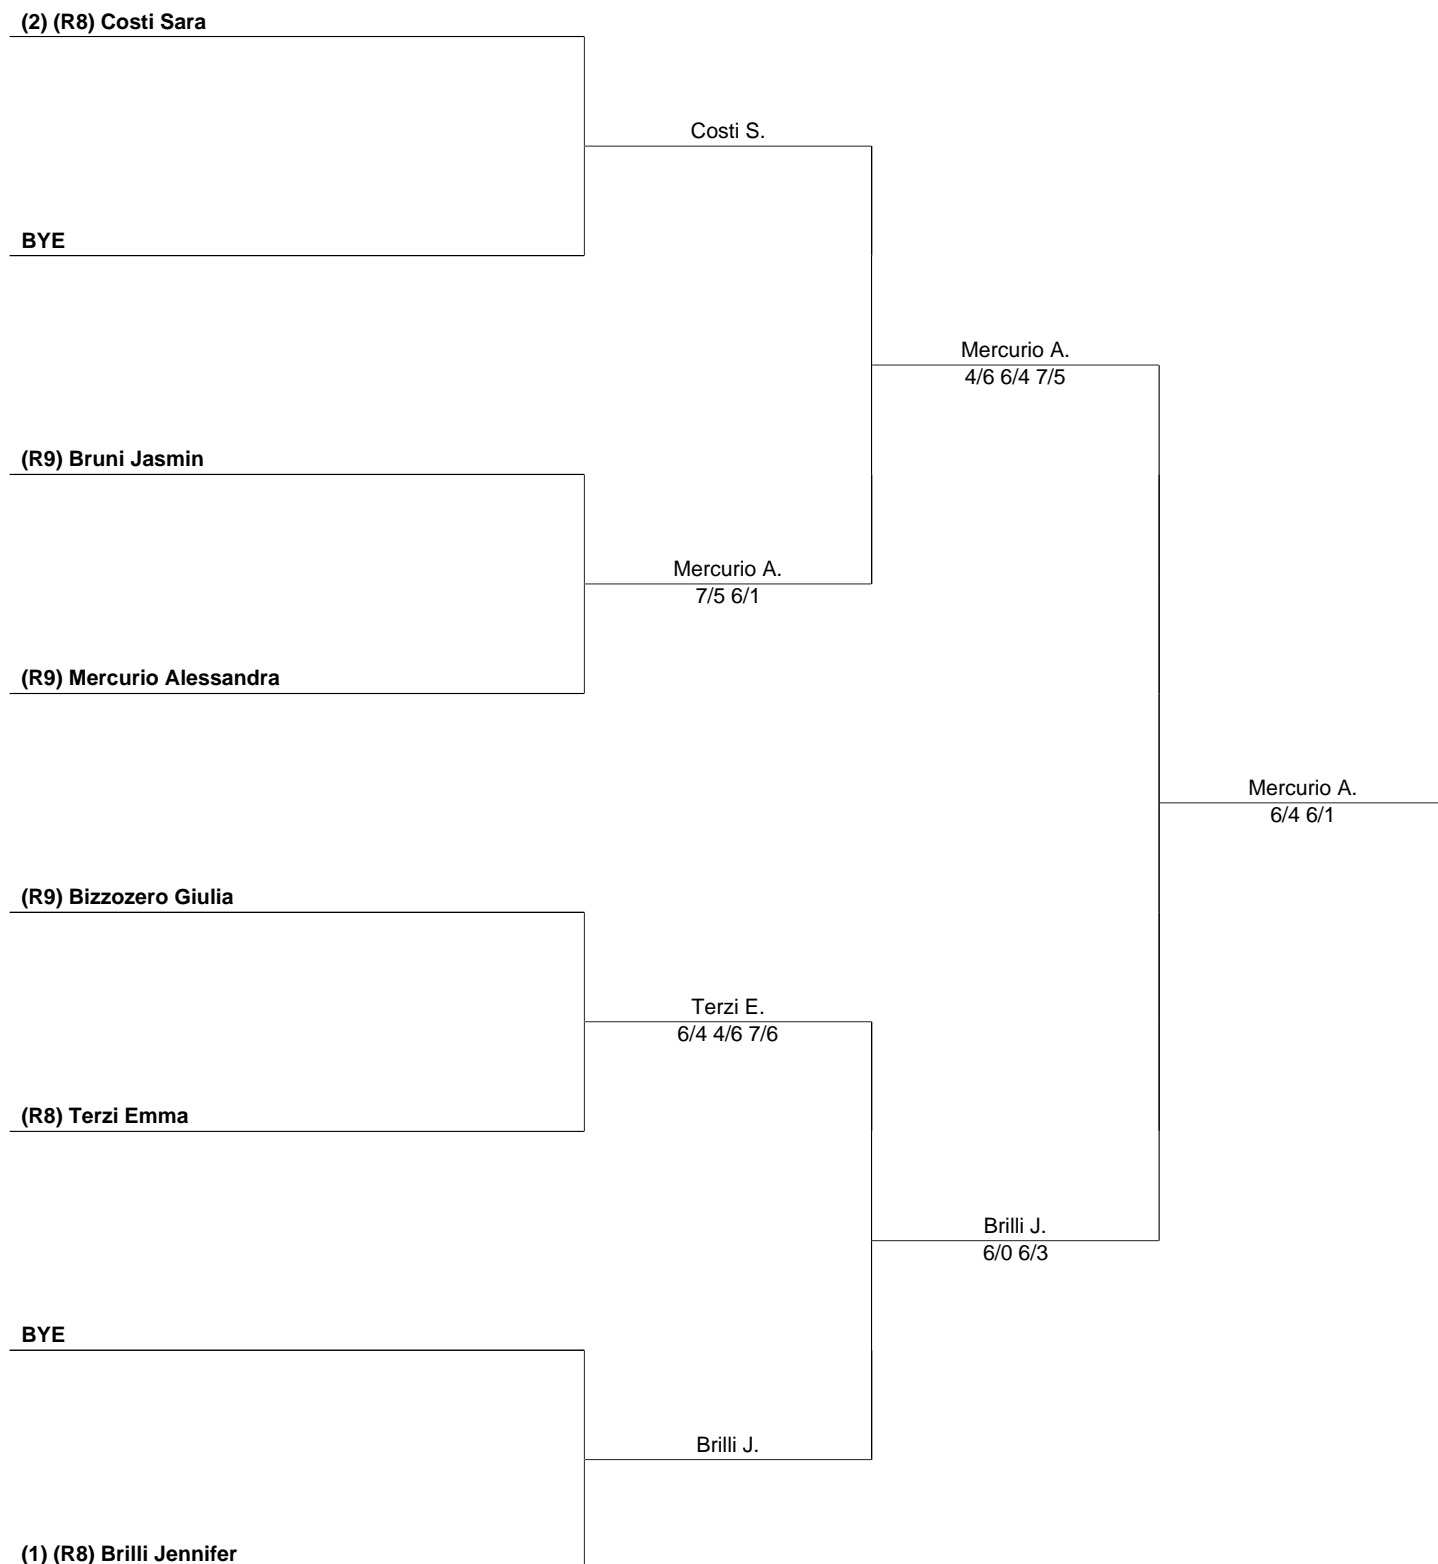 (2) (R8) Costi Sara
Costi S.
BYE
Mercurio A.
4/6 6/4 7/5
(R9) Bruni Jasmin
Mercurio A.
7/5 6/1
(R9) Mercurio Alessandra
Mercurio A.
6/4 6/1
(R9) Bizzozero Giulia
Terzi E.
6/4 4/6 7/6
(R8) Terzi Emma
Brilli J.
6/0 6/3
BYE
Brilli J.
(1) (R8) Brilli Jennifer